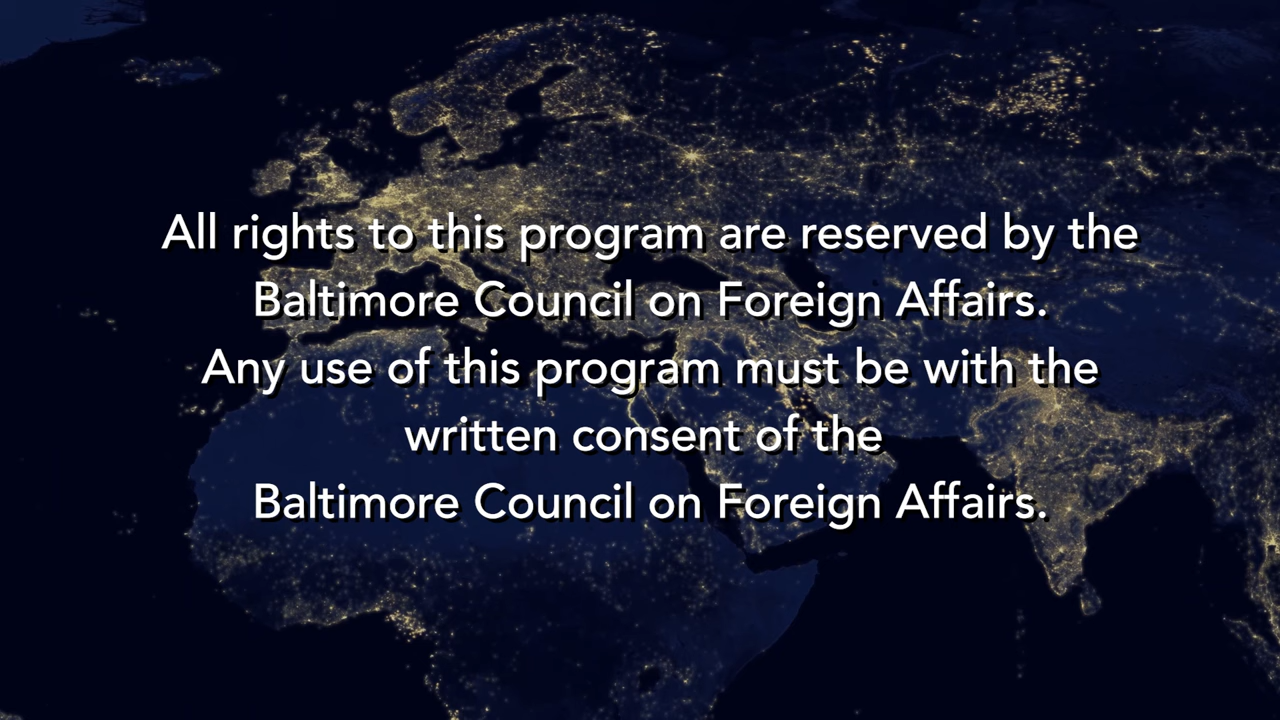 All rights to this program are reserved by the
Baltimore Council on Foreign Affairs.
Any use of this program must be with the
written consent of the
Baltimore Council on Foreign Affairs.